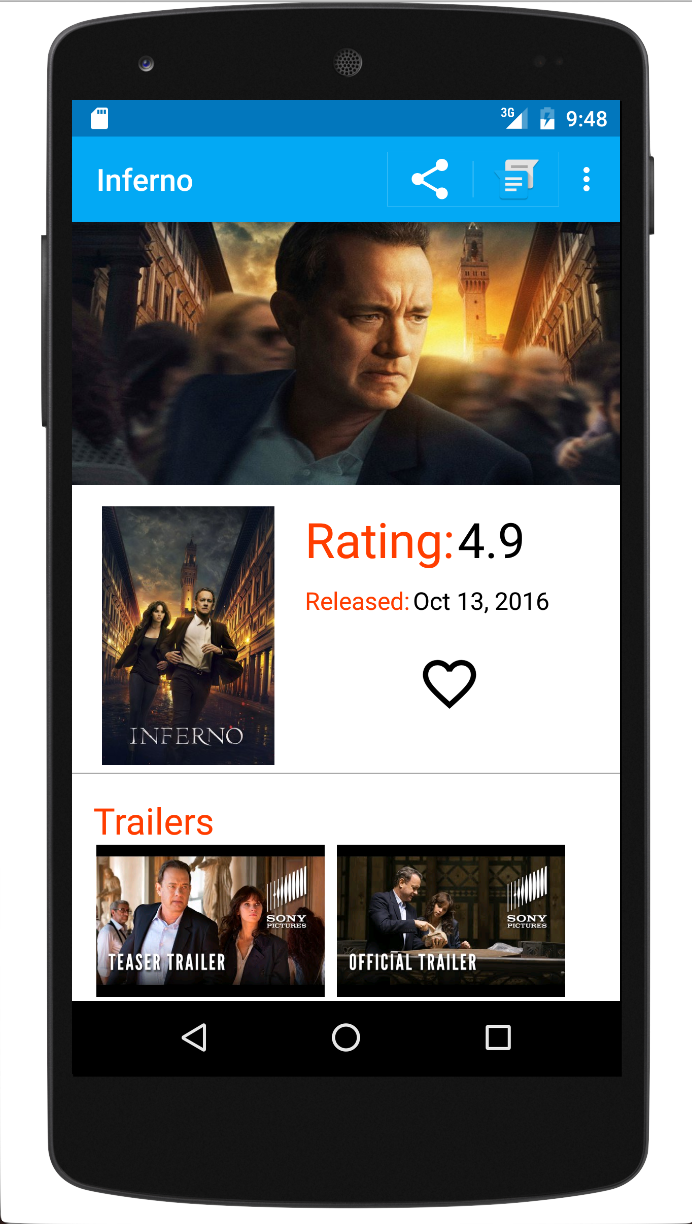 3G 9:48
Inferno
Rating: 4.9
Released: Oct 13, 2016
INFERNO
Trailers
SONY
PICTURES
TEASER TRAILER
SONY
PICTURES
OFFICIAL TRAILER